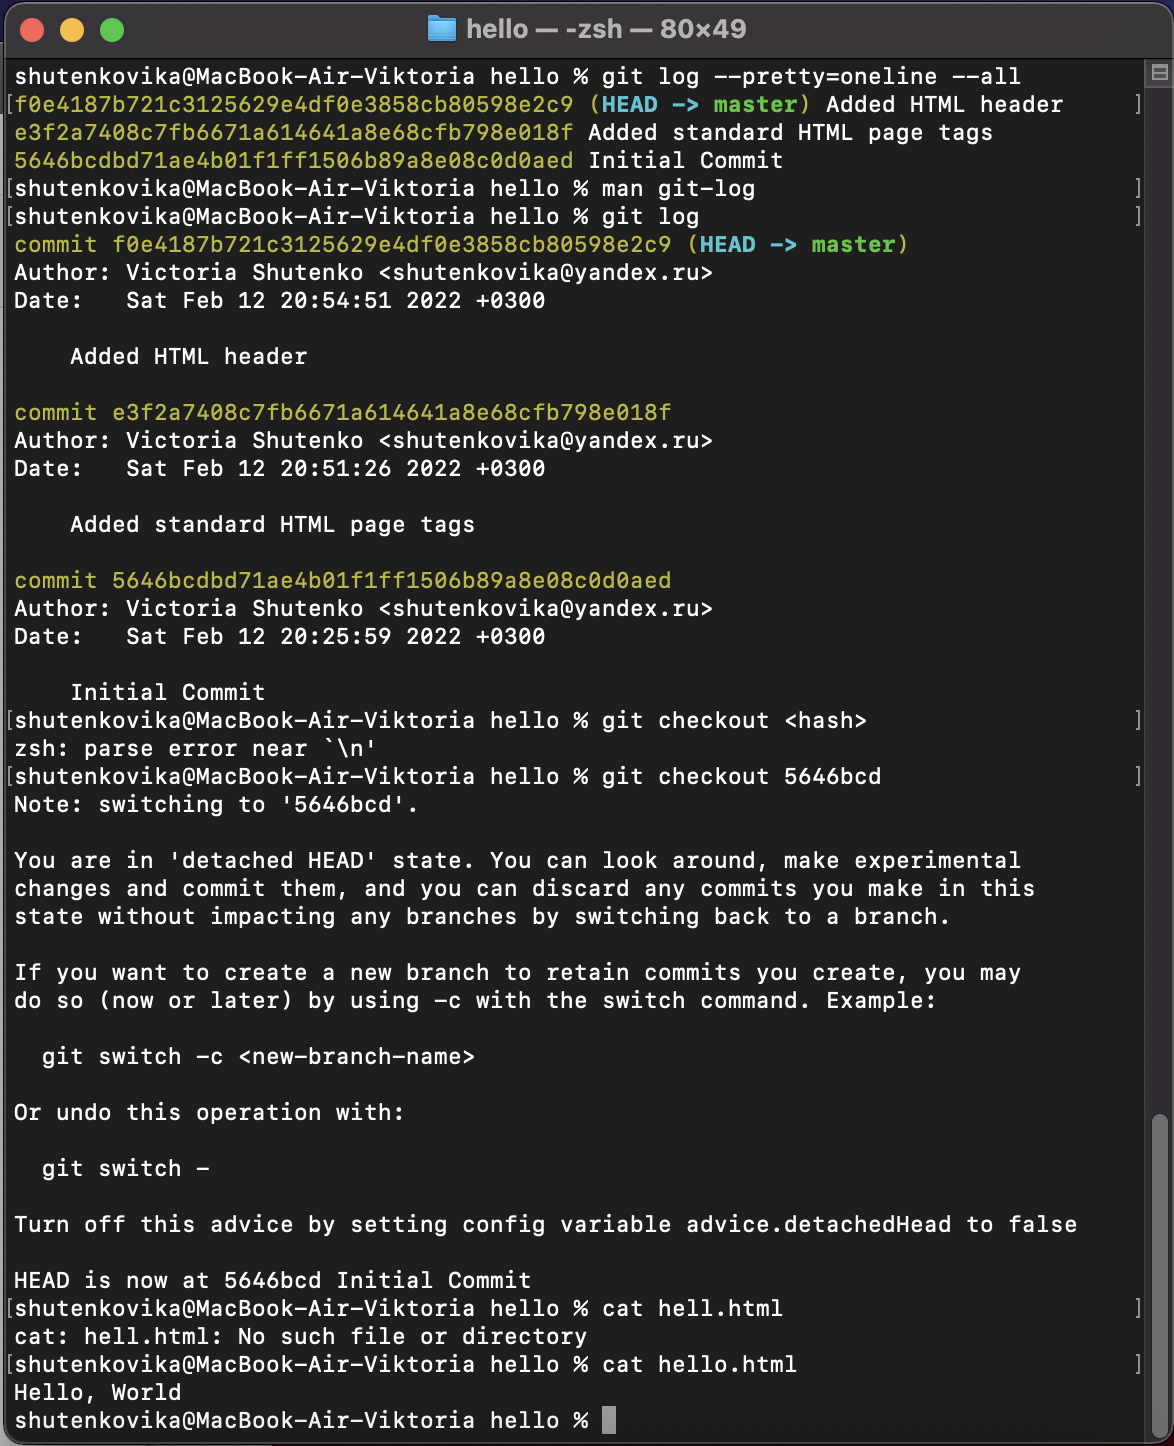 hello — -zsh — 80×49
shutenkovika@MacBook-Air-Viktoria hello % git log --pretty=oneline --all
[f0e4187b721c3125629e4df0e3858cb80598e2c9 (HEAD -> master) Added HTML header ]
e3f2a7408c7fb6671a614641a8e68cfb798e018f Added standard HTML page tags
5646bcdbd71ae4b01f1ff1506b89a8e08c0d0aed Initial Commit
[shutenkovika@MacBook-Air-Viktoria hello % man git-log ]
[shutenkovika@MacBook-Air-Viktoria hello % git log ]
commit f0e4187b721c3125629e4df0e3858cb80598e2c9 (HEAD -> master)
Author: Victoria Shutenko <shutenkovika@yandex.ru>
Date:   Sat Feb 12 20:54:51 2022 +0300
    Added HTML header
commit e3f2a7408c7fb6671a614641a8e68cfb798e018f
Author: Victoria Shutenko <shutenkovika@yandex.ru>
Date:   Sat Feb 12 20:51:26 2022 +0300
    Added standard HTML page tags
commit 5646bcdbd71ae4b01f1ff1506b89a8e08c0d0aed
Author: Victoria Shutenko <shutenkovika@yandex.ru>
Date:   Sat Feb 12 20:25:59 2022 +0300
    Initial Commit
[shutenkovika@MacBook-Air-Viktoria hello % git checkout <hash> ]
zsh: parse error near `\n'
[shutenkovika@MacBook-Air-Viktoria hello % git checkout 5646bcd ]
Note: switching to '5646bcd'.
You are in 'detached HEAD' state. You can look around, make experimental
changes and commit them, and you can discard any commits you make in this
state without impacting any branches by switching back to a branch.
If you want to create a new branch to retain commits you create, you may
do so (now or later) by using -c with the switch command. Example:
  git switch -c <new-branch-name>
Or undo this operation with:
  git switch -
Turn off this advice by setting config variable advice.detachedHead to false
HEAD is now at 5646bcd Initial Commit
[shutenkovika@MacBook-Air-Viktoria hello % cat hell.html ]
cat: hell.html: No such file or directory
[shutenkovika@MacBook-Air-Viktoria hello % cat hello.html ]
Hello, World
shutenkovika@MacBook-Air-Viktoria hello %